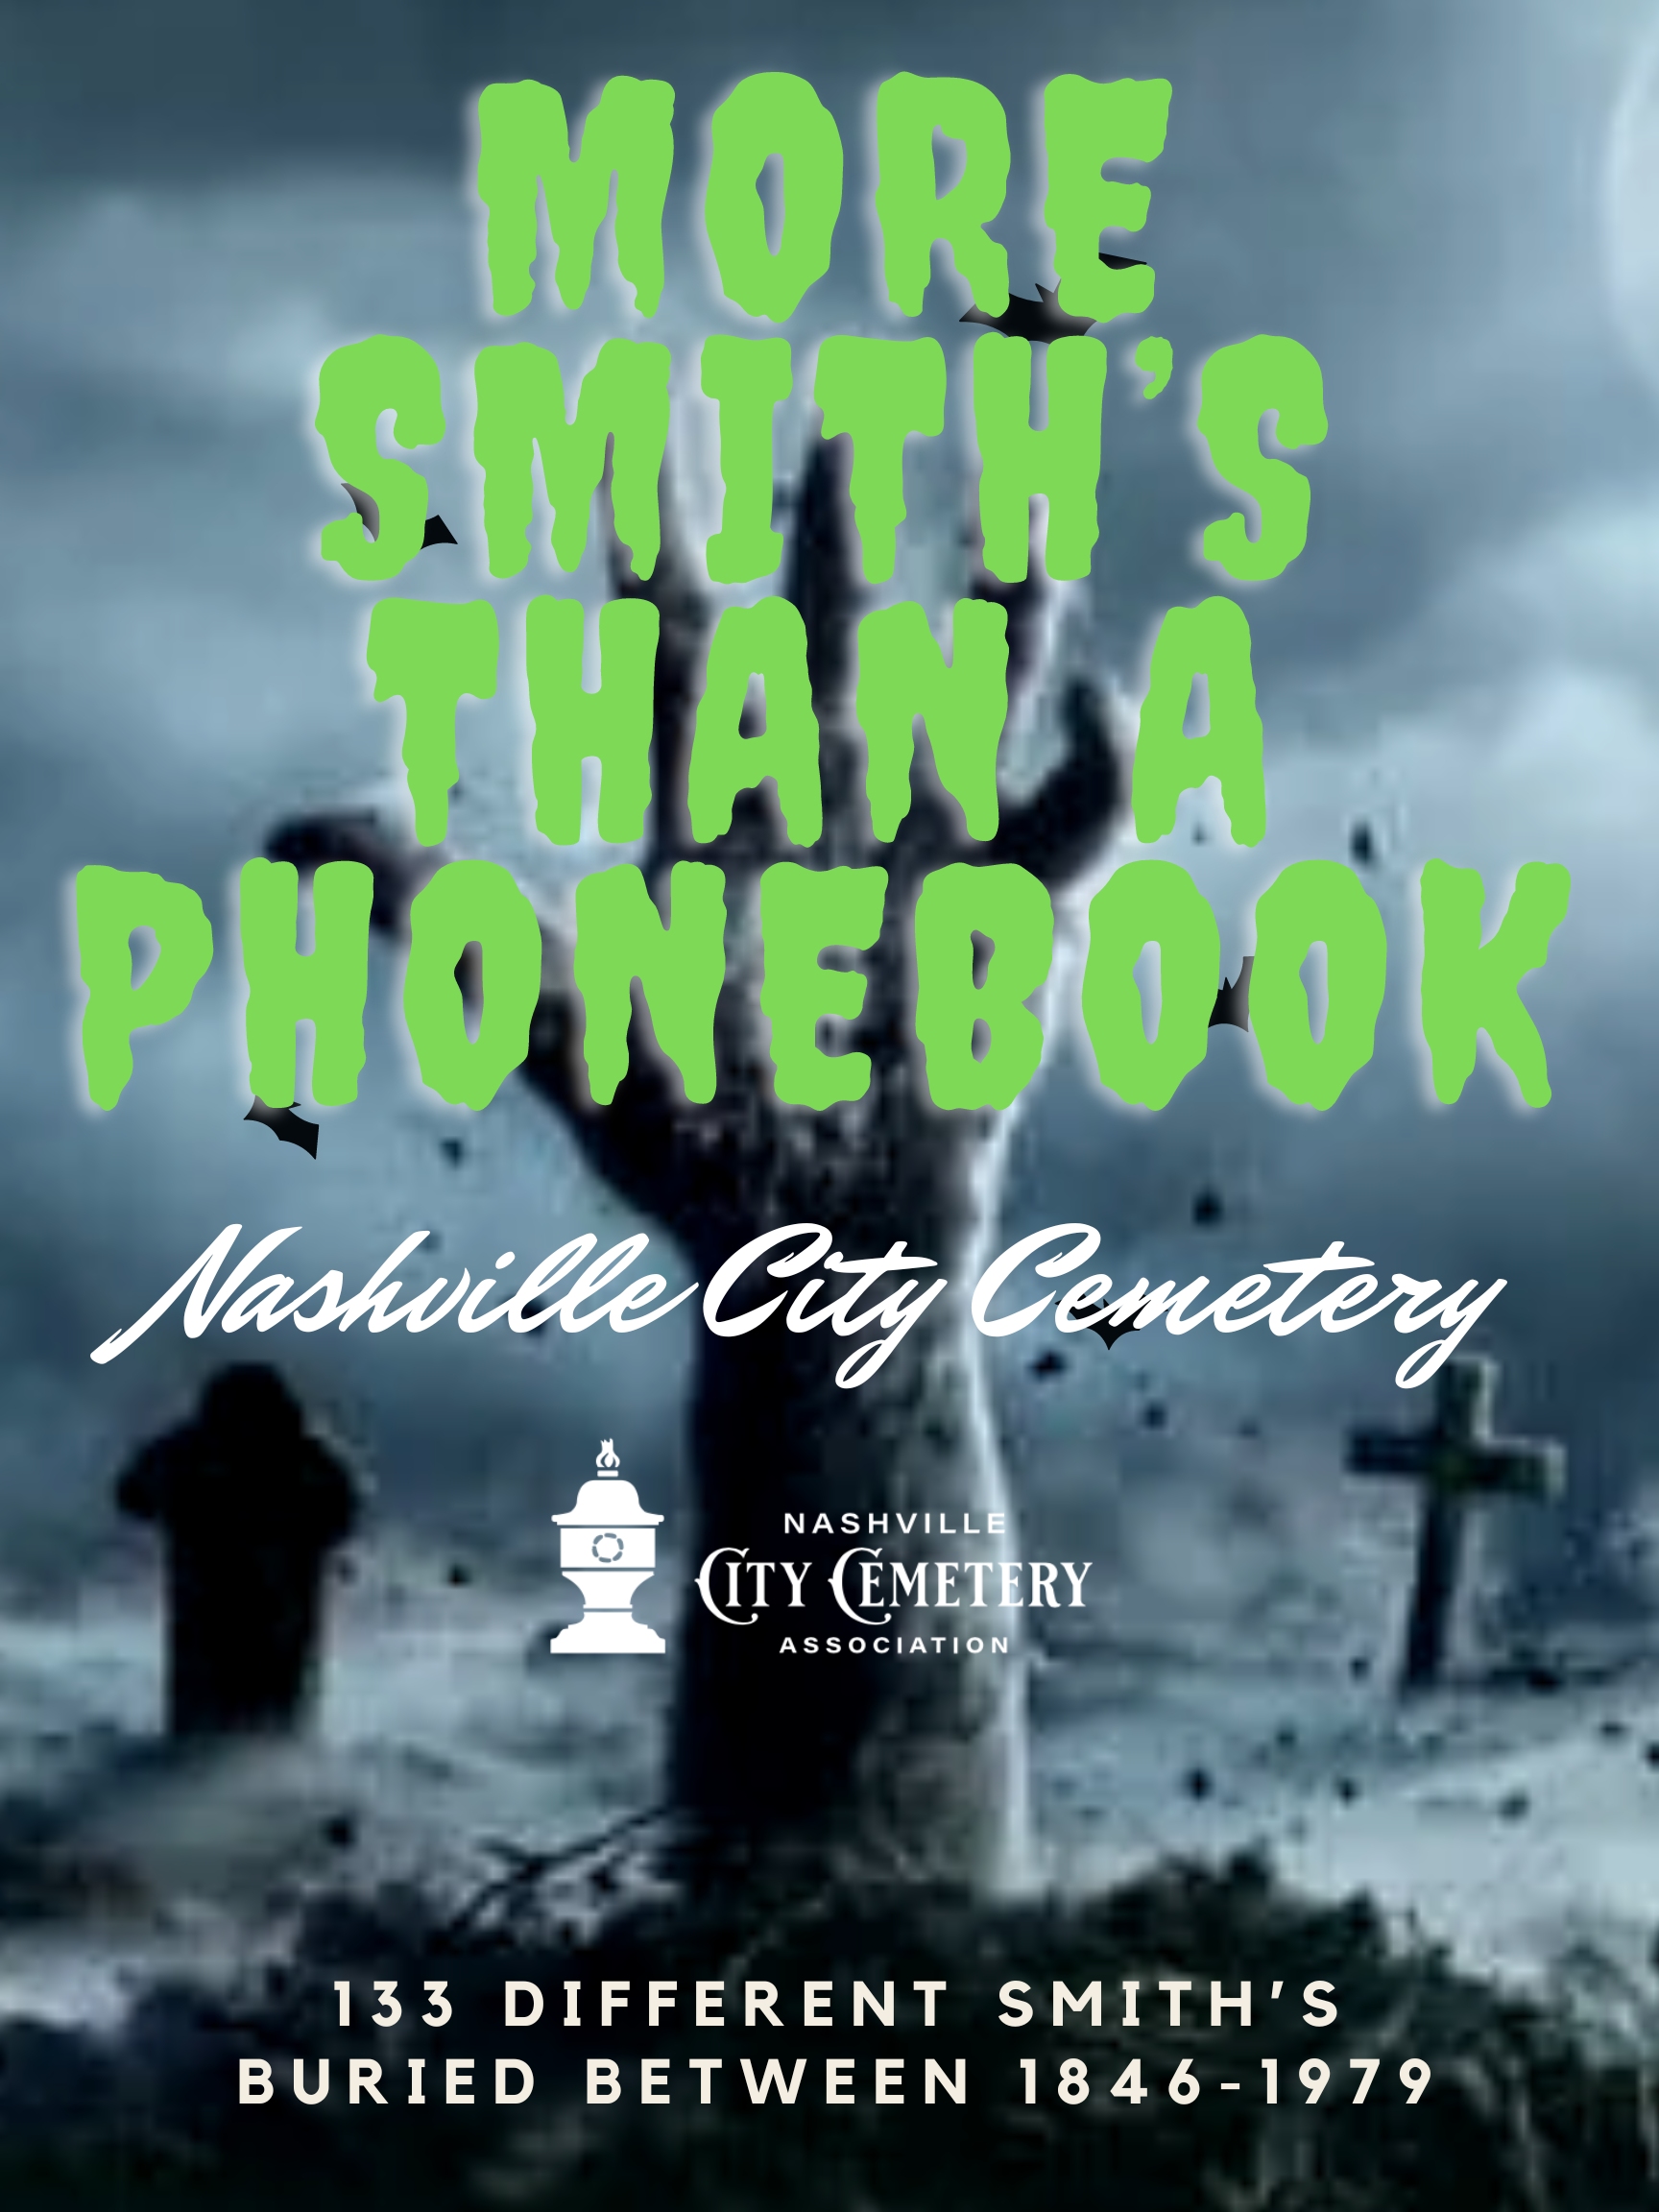 MORE
SMITH'S
THAN A
PHONEBOOK
Nashville City Cemetery
NASHVILLE
CITY CEMETERY
ASSOCIATION
133 DIFFERENT SMITH'S
BURIED BETWEEN 1846-1979